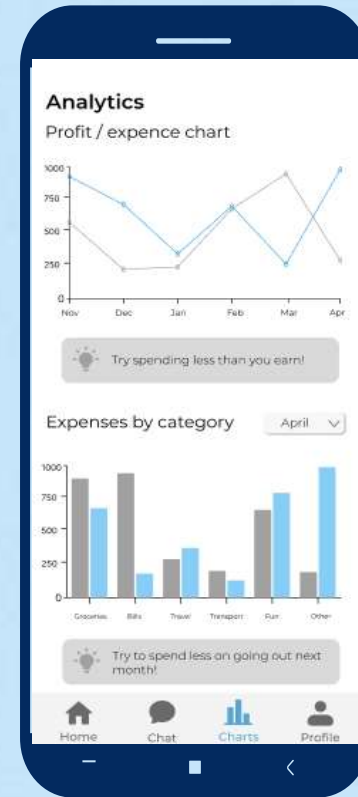 Analytics
Profit / expence chart
1000
750
500
250
0
Nov Dec Jan Feb Mar Apr
Try spending less than you earn!
Expenses by category April
1000
750
500
250
0
Groceries Bills Travel Transport Fun Other
Try to spend less on going out next
month!
Home Chat Charts Profile